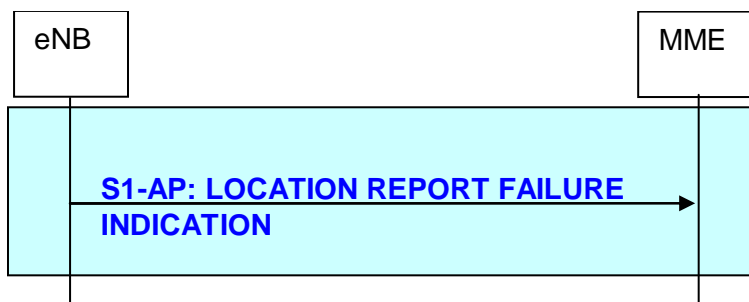 eNB
MME
S1-AP: LOCATION REPORT FAILURE
INDICATION